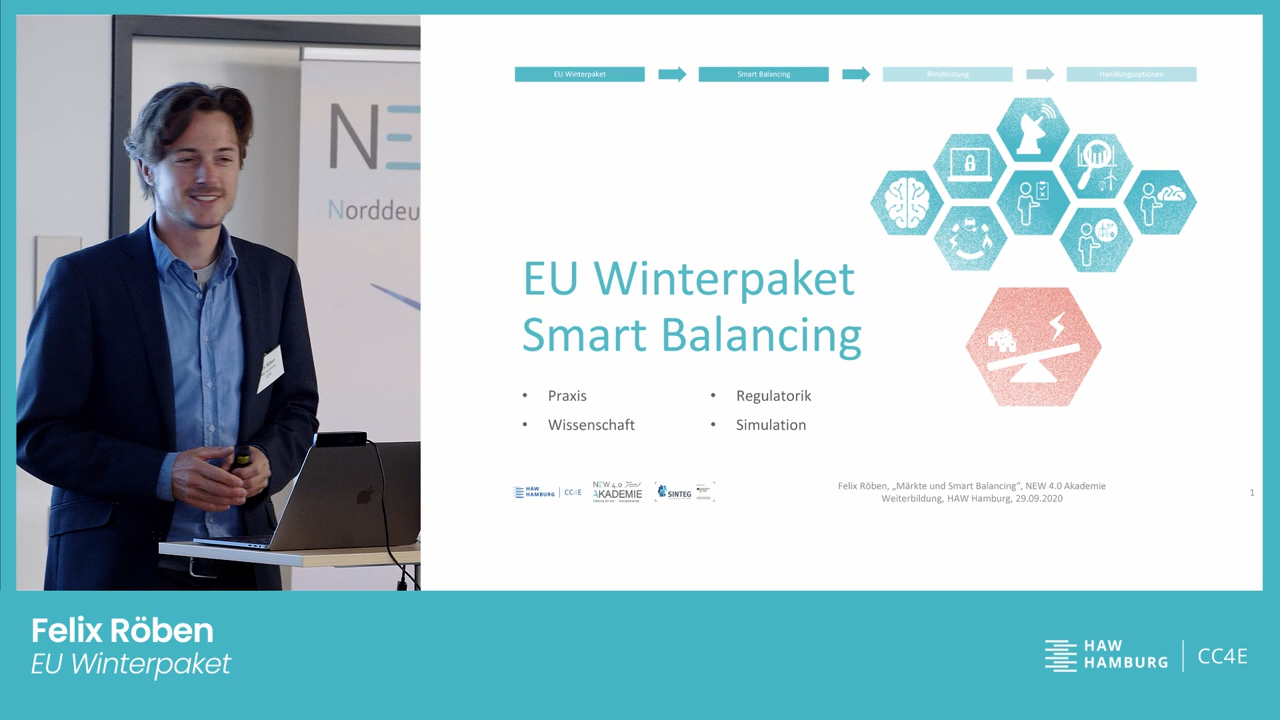 NE
Norddeu
EU Winterpaket
Smart Balancing
Blindleistung
Handlungsoptionen
EU Winterpaket
Smart Balancing
• Praxis
• Wissenschaft
• Regulatorik
• Simulation
HAW HAMBURG
CC4E
NEW 4.0
AKADEMIE
SINTEG
Felix Röben, „Märkte und Smart Balancing“, NEW 4.0 Akademie
Weiterbildung, HAW Hamburg, 29.09.2020
1
Felix Röben
EU Winterpaket
HAW
HAMBURG
CC4E